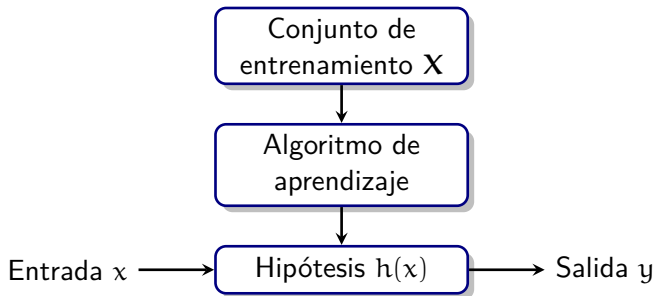 Conjunto de
entrenamiento X
Algoritmo de
aprendizaje
Entrada x
Hipótesis h(x)
Salida y